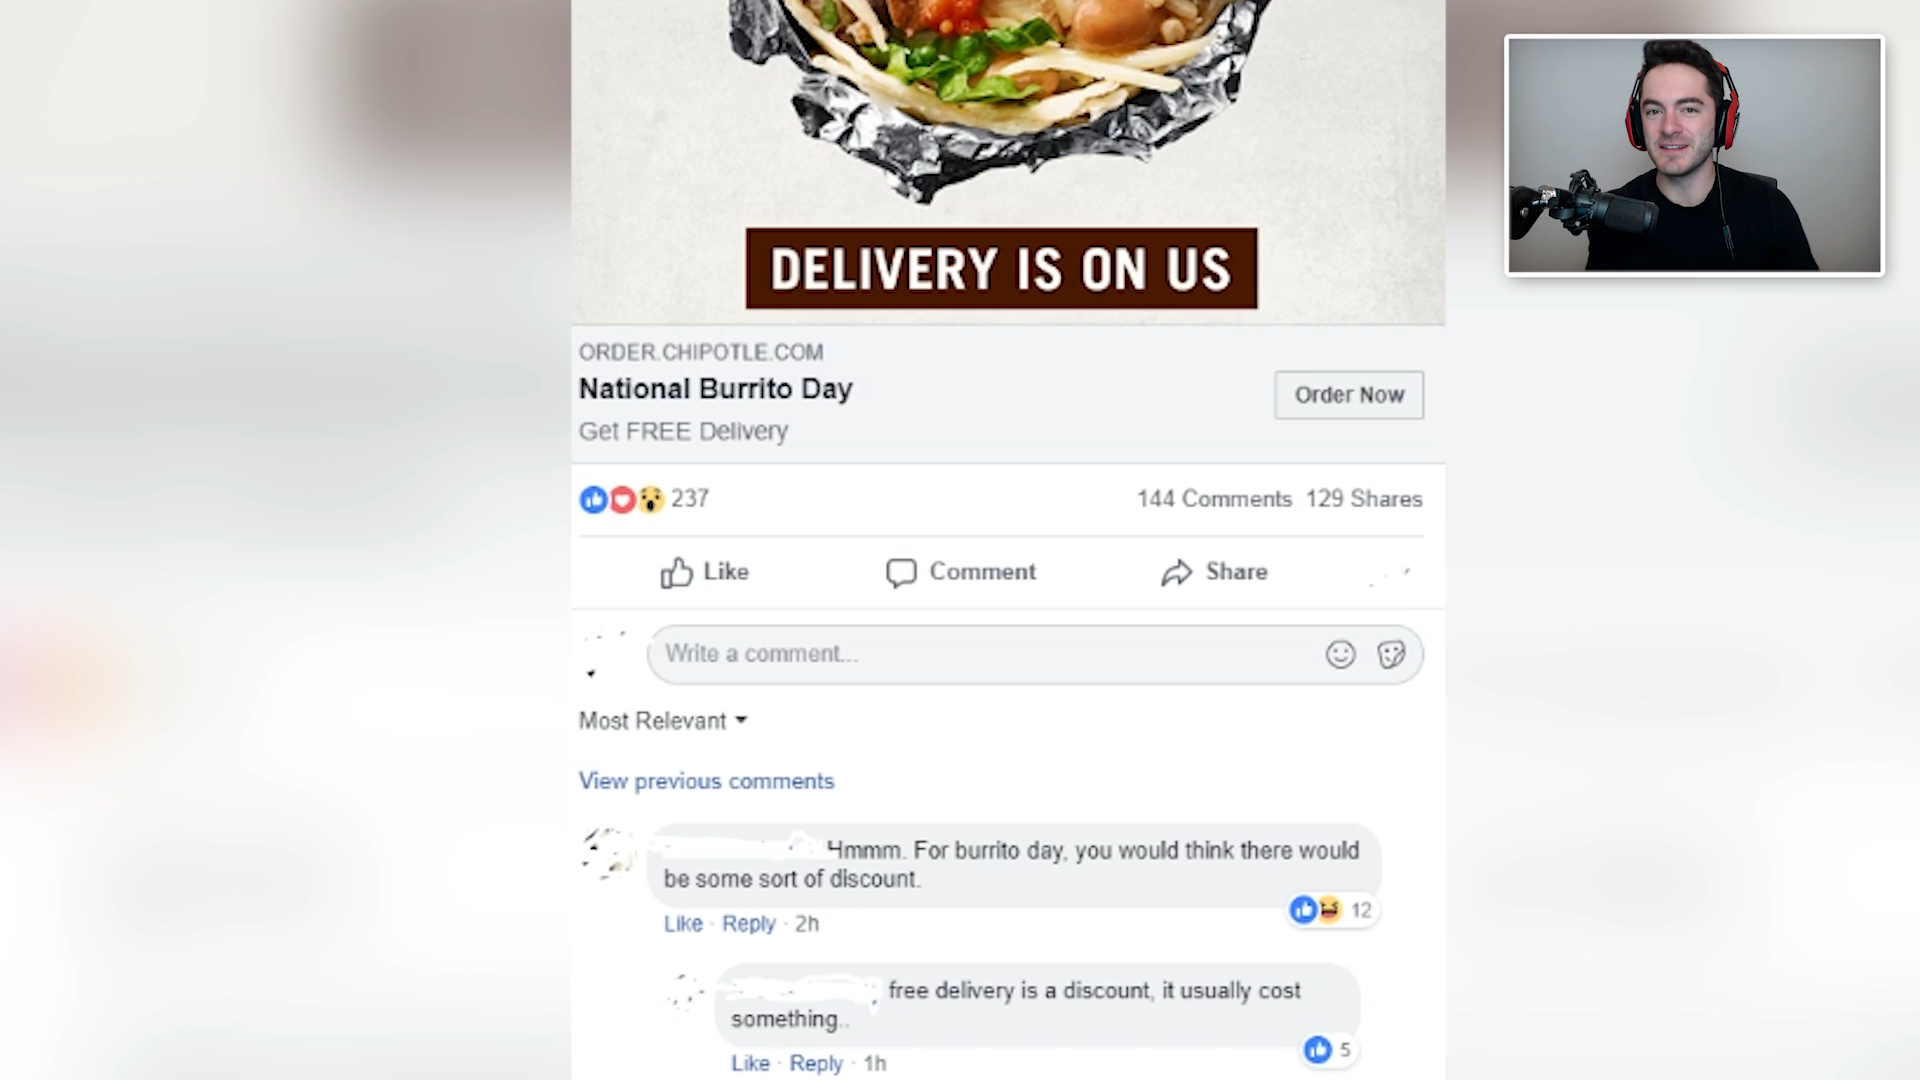 DELIVERY IS ON US
ORDER.CHIPOTLE.COM
National Burrito Day
Order Now
Get FREE Delivery
237
144 Comments 129 Shares
Like Comment Share
Write a comment...
Most Relevant
View previous comments
Hmmm. For burrito day, you would think there would
be some sort of discount.
12
Like · Reply · 2h
free delivery is a discount, it usually cost
something..
5
Like · Reply · 1h